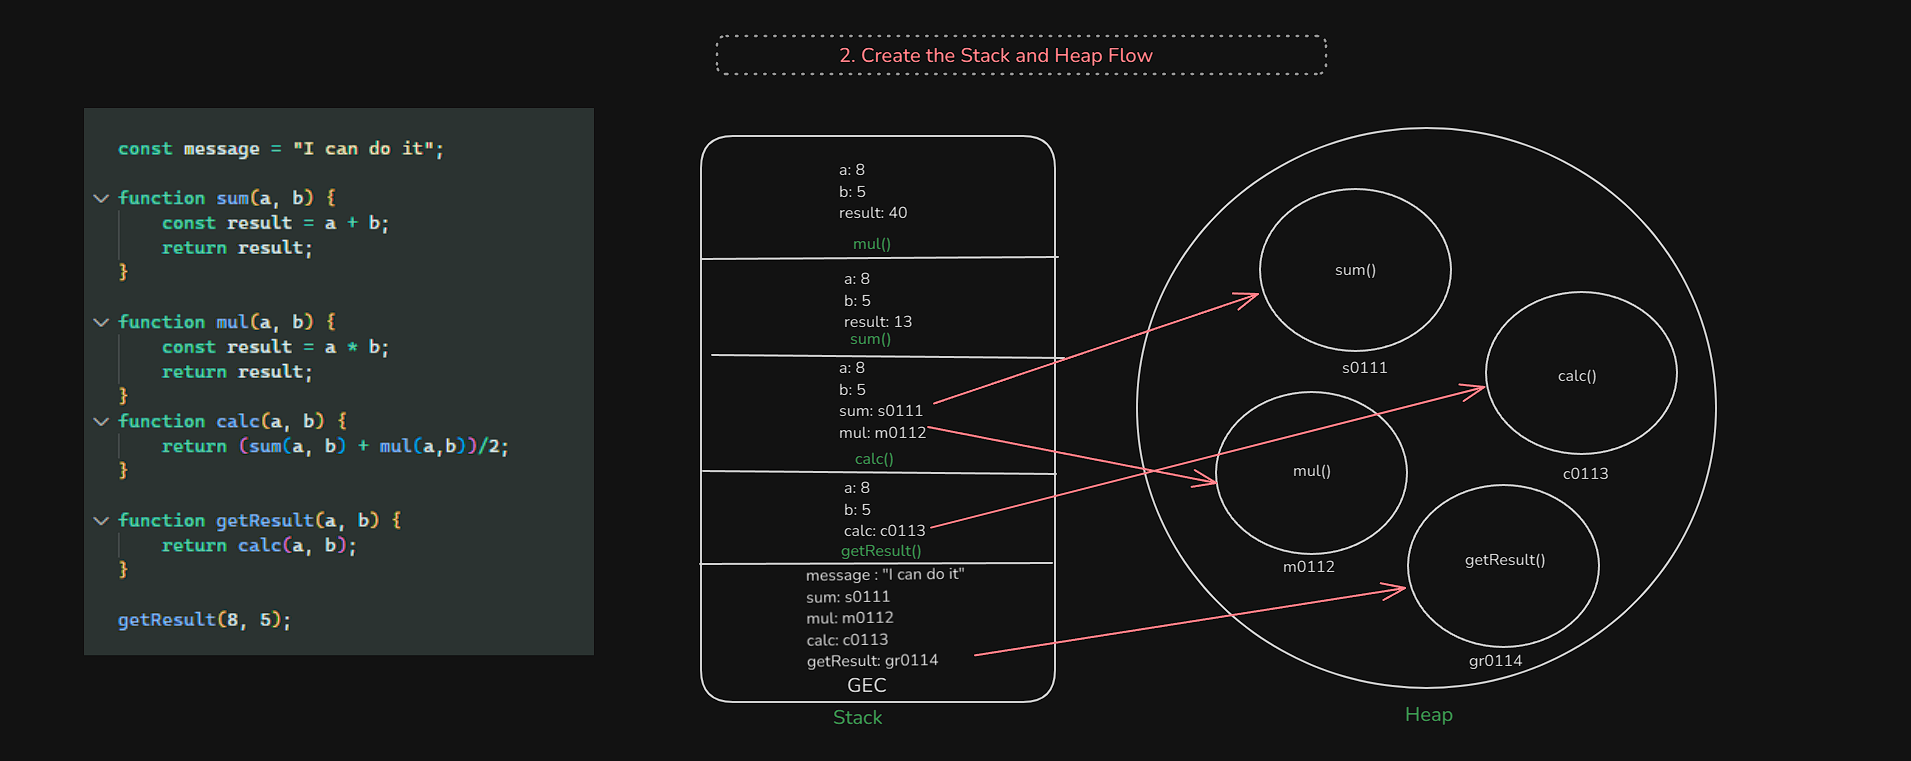 2. Create the Stack and Heap Flow
const message = "I can do it";
function sum(a, b) {
const result = a + b;
return result;
}
function mul(a, b) {
const result = a * b;
return result;
}
function calc(a, b) {
return (sum(a, b) + mul(a,b))/2;
}
function getResult(a, b) {
return calc(a, b);
}
getResult(8, 5);
a: 8
b: 5
result: 40
mul()
a: 8
b: 5
result: 13
sum()
a: 8
b: 5
sum: s0111
mul: m0112
calc()
a: 8
b: 5
calc: c0113
getResult()
message : "I can do it"
sum: s0111
mul: m0112
calc: c0113
getResult: gr0114
GEC
Stack
sum()
s0111
calc()
c0113
mul()
m0112
getResult()
gr0114
Heap